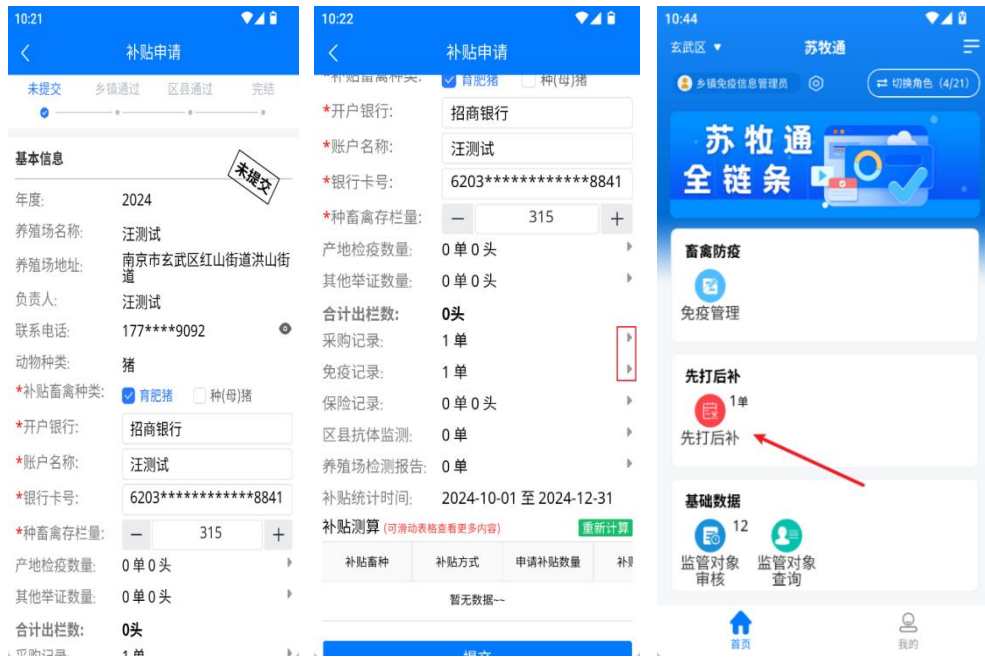 10:21
补贴申请
未提交 乡镇通过 区县通过 完结
基本信息
未提交
年度: 2024
养殖场名称: 汪测试
养殖场地址: 南京市玄武区红山街道洪山街道
负责人: 汪测试
联系电话: 177****9092
动物种类: 猪
*补贴畜禽种类: 育肥猪 种(母)猪
*开户银行: 招商银行
*账户名称: 汪测试
*银行卡号: 6203************8841
*种畜禽存栏量: — 315 +
产地检疫数量: 0 单 0 头
其他举证数量: 0 单 0 头
合计出栏数: 0头
采购记录: 1 单
10:22
补贴申请
*补贴畜禽种类: 育肥猪 种(母)猪
*开户银行: 招商银行
*账户名称: 汪测试
*银行卡号: 6203************8841
*种畜禽存栏量: — 315 +
产地检疫数量: 0 单 0 头
其他举证数量: 0 单 0 头
合计出栏数: 0头
采购记录: 1 单
免疫记录: 1 单
保险记录: 0 单 0 头
区县抗体监测: 0 单
养殖场检测报告: 0 单
补贴统计时间: 2024-10-01 至 2024-12-31
补贴测算 (可滑动表格查看更多内容) 重新计算
补贴畜种 补贴方式 申请补贴数量 补贴
暂无数据~~
提交
10:44
玄武区 ▼ 苏牧通
乡镇免疫信息管理员 切换角色 (4/21)
苏牧通
全链条
畜禽防疫
免疫管理
先打后补
1单
先打后补
基础数据
12
监管对象审核 监管对象查询
首页 我的